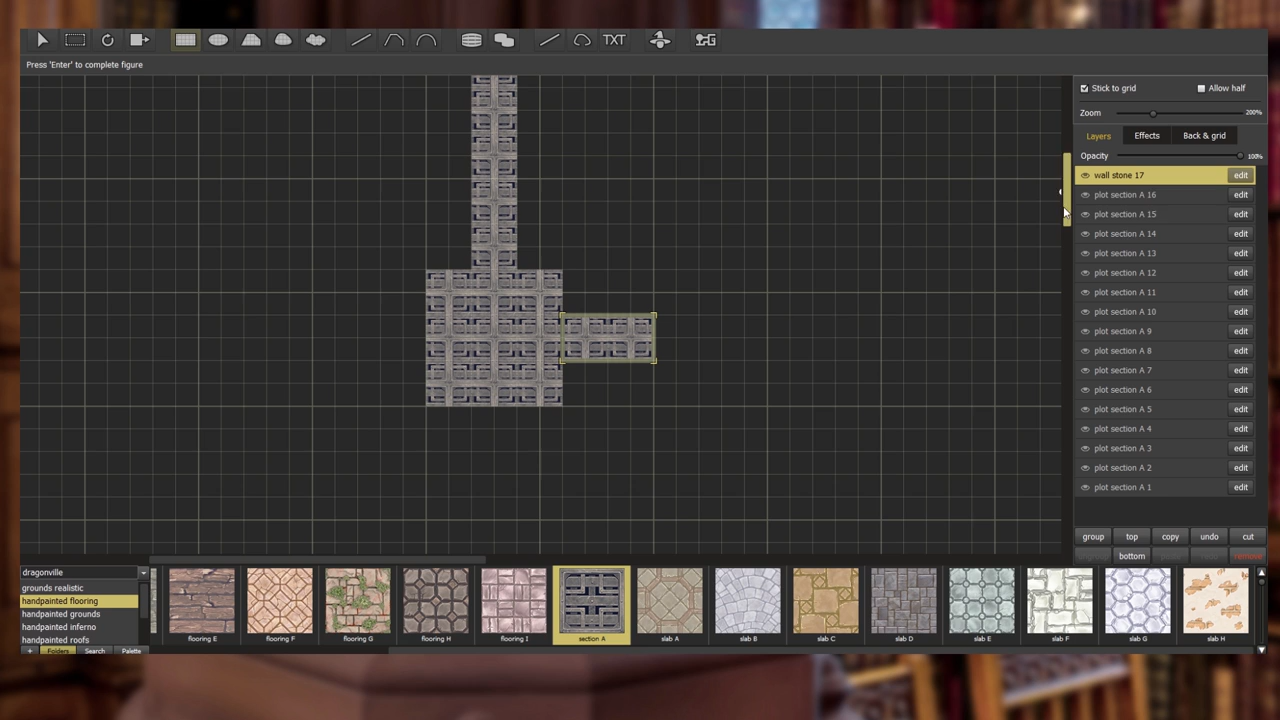 TXT
Press 'Enter' to complete figure
Stick to grid
Allow half
Zoom
200%
Layers
Effects
Back & grid
Opacity
100%
wall stone 17
edit
plot section A 16
edit
plot section A 15
edit
plot section A 14
edit
plot section A 13
edit
plot section A 12
edit
plot section A 11
edit
plot section A 10
edit
plot section A 9
edit
plot section A 8
edit
plot section A 7
edit
plot section A 6
edit
plot section A 5
edit
plot section A 4
edit
plot section A 3
edit
plot section A 2
edit
plot section A 1
edit
group
top
copy
undo
cut
bottom
remove
dragonville
grounds realistic
handpainted flooring
handpainted grounds
handpainted inferno
handpainted roofs
+
Folders
Search
Palette
flooring E
flooring F
flooring G
flooring H
flooring I
section A
slab A
slab B
slab C
slab D
slab E
slab F
slab G
slab H